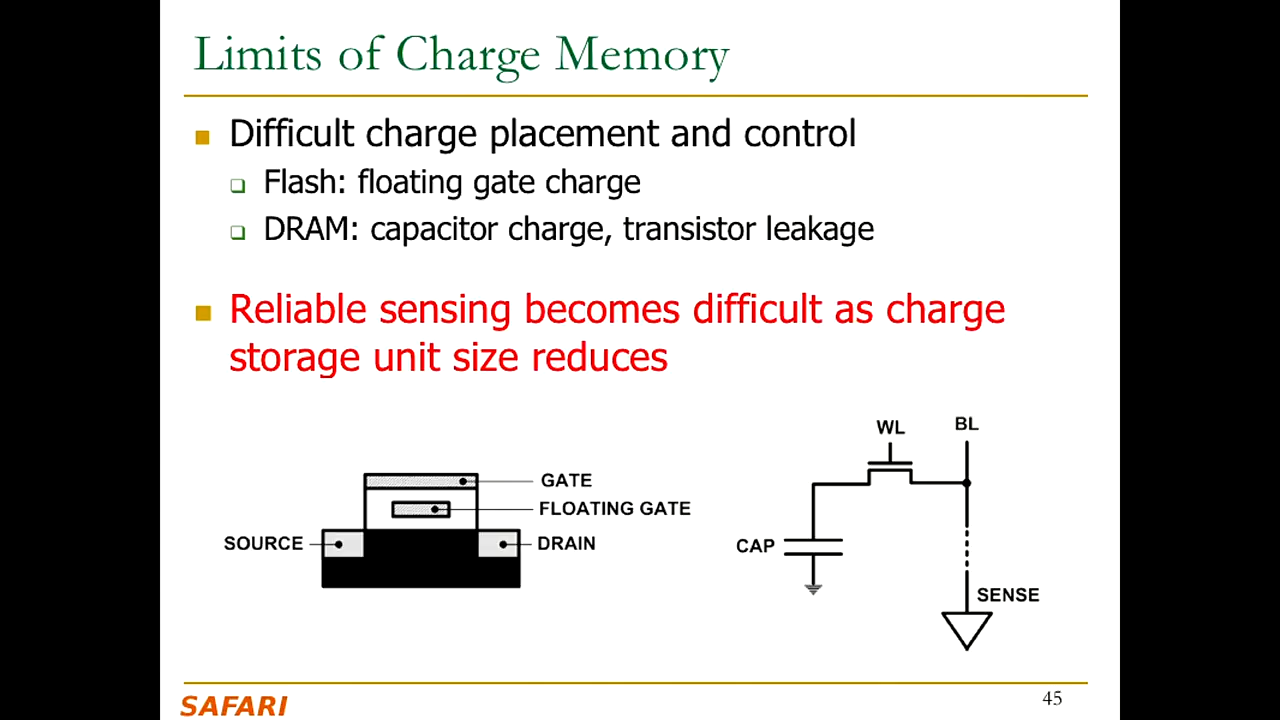 Limits of Charge Memory
Difficult charge placement and control
Flash: floating gate charge
DRAM: capacitor charge, transistor leakage
Reliable sensing becomes difficult as charge
storage unit size reduces
GATE
FLOATING GATE
SOURCE
DRAIN
WL
BL
CAP
SENSE
SAFARI
45